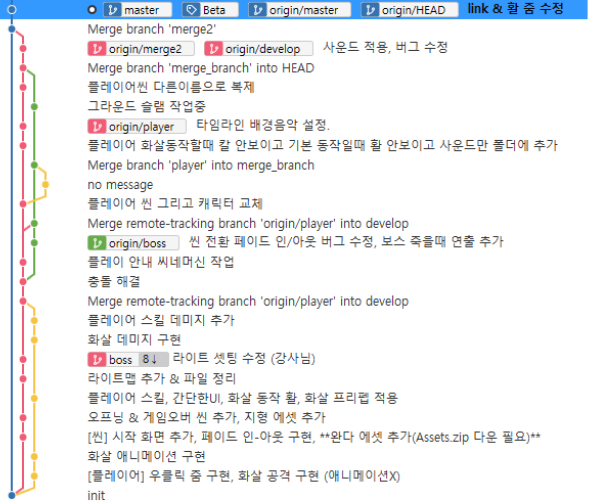 master Beta origin/master origin/HEAD link & 활 줌 수정
Merge branch 'merge2'
origin/merge2 origin/develop 사운드 적용, 버그 수정
Merge branch 'merge_branch' into HEAD
플레이어씬 다른이름으로 복제
그라운드 슬램 작업중
origin/player 타임라인 배경음악 설정.
플레이어 화살동작할때 칼 안보이고 기본 동작일때 활 안보이고 사운드만 폴더에 추가
Merge branch 'player' into merge_branch
no message
플레이어 씬 그리고 캐릭터 교체
Merge remote-tracking branch 'origin/player' into develop
origin/boss 씬 전환 페이드 인/아웃 버그 수정, 보스 죽을때 연출 추가
플레이 안내 씨네머신 작업
충돌 해결
Merge remote-tracking branch 'origin/player' into develop
플레이어 스킬 데미지 추가
화살 데미지 구현
boss 8↓ 라이트 셋팅 수정 (강사님)
라이트맵 추가 & 파일 정리
플레이어 스킬, 간단한UI, 화살 동작 활, 화살 프리팹 적용
오프닝 & 게임오버 씬 추가, 지형 에셋 추가
[씬] 시작 화면 추가, 페이드 인-아웃 구현, **완다 에셋 추가(Assets.zip 다운 필요)**
화살 애니메이션 구현
[플레이어] 우클릭 줌 구현, 화살 공격 구현 (애니메이션X)
init